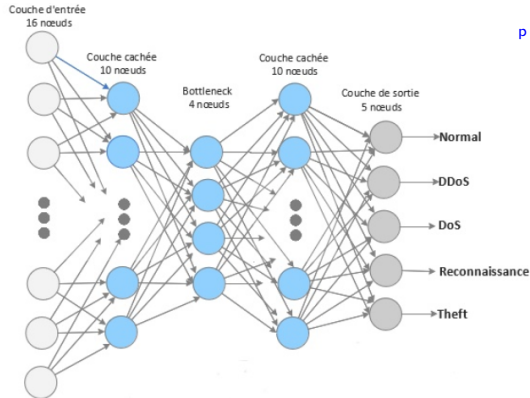 Couche d'entrée
16 nœuds
Couche cachée
10 nœuds
Bottleneck
4 nœuds
Couche cachée
10 nœuds
Couche de sortie
5 nœuds
p
Normal
DDoS
DoS
Reconnaissance
Theft